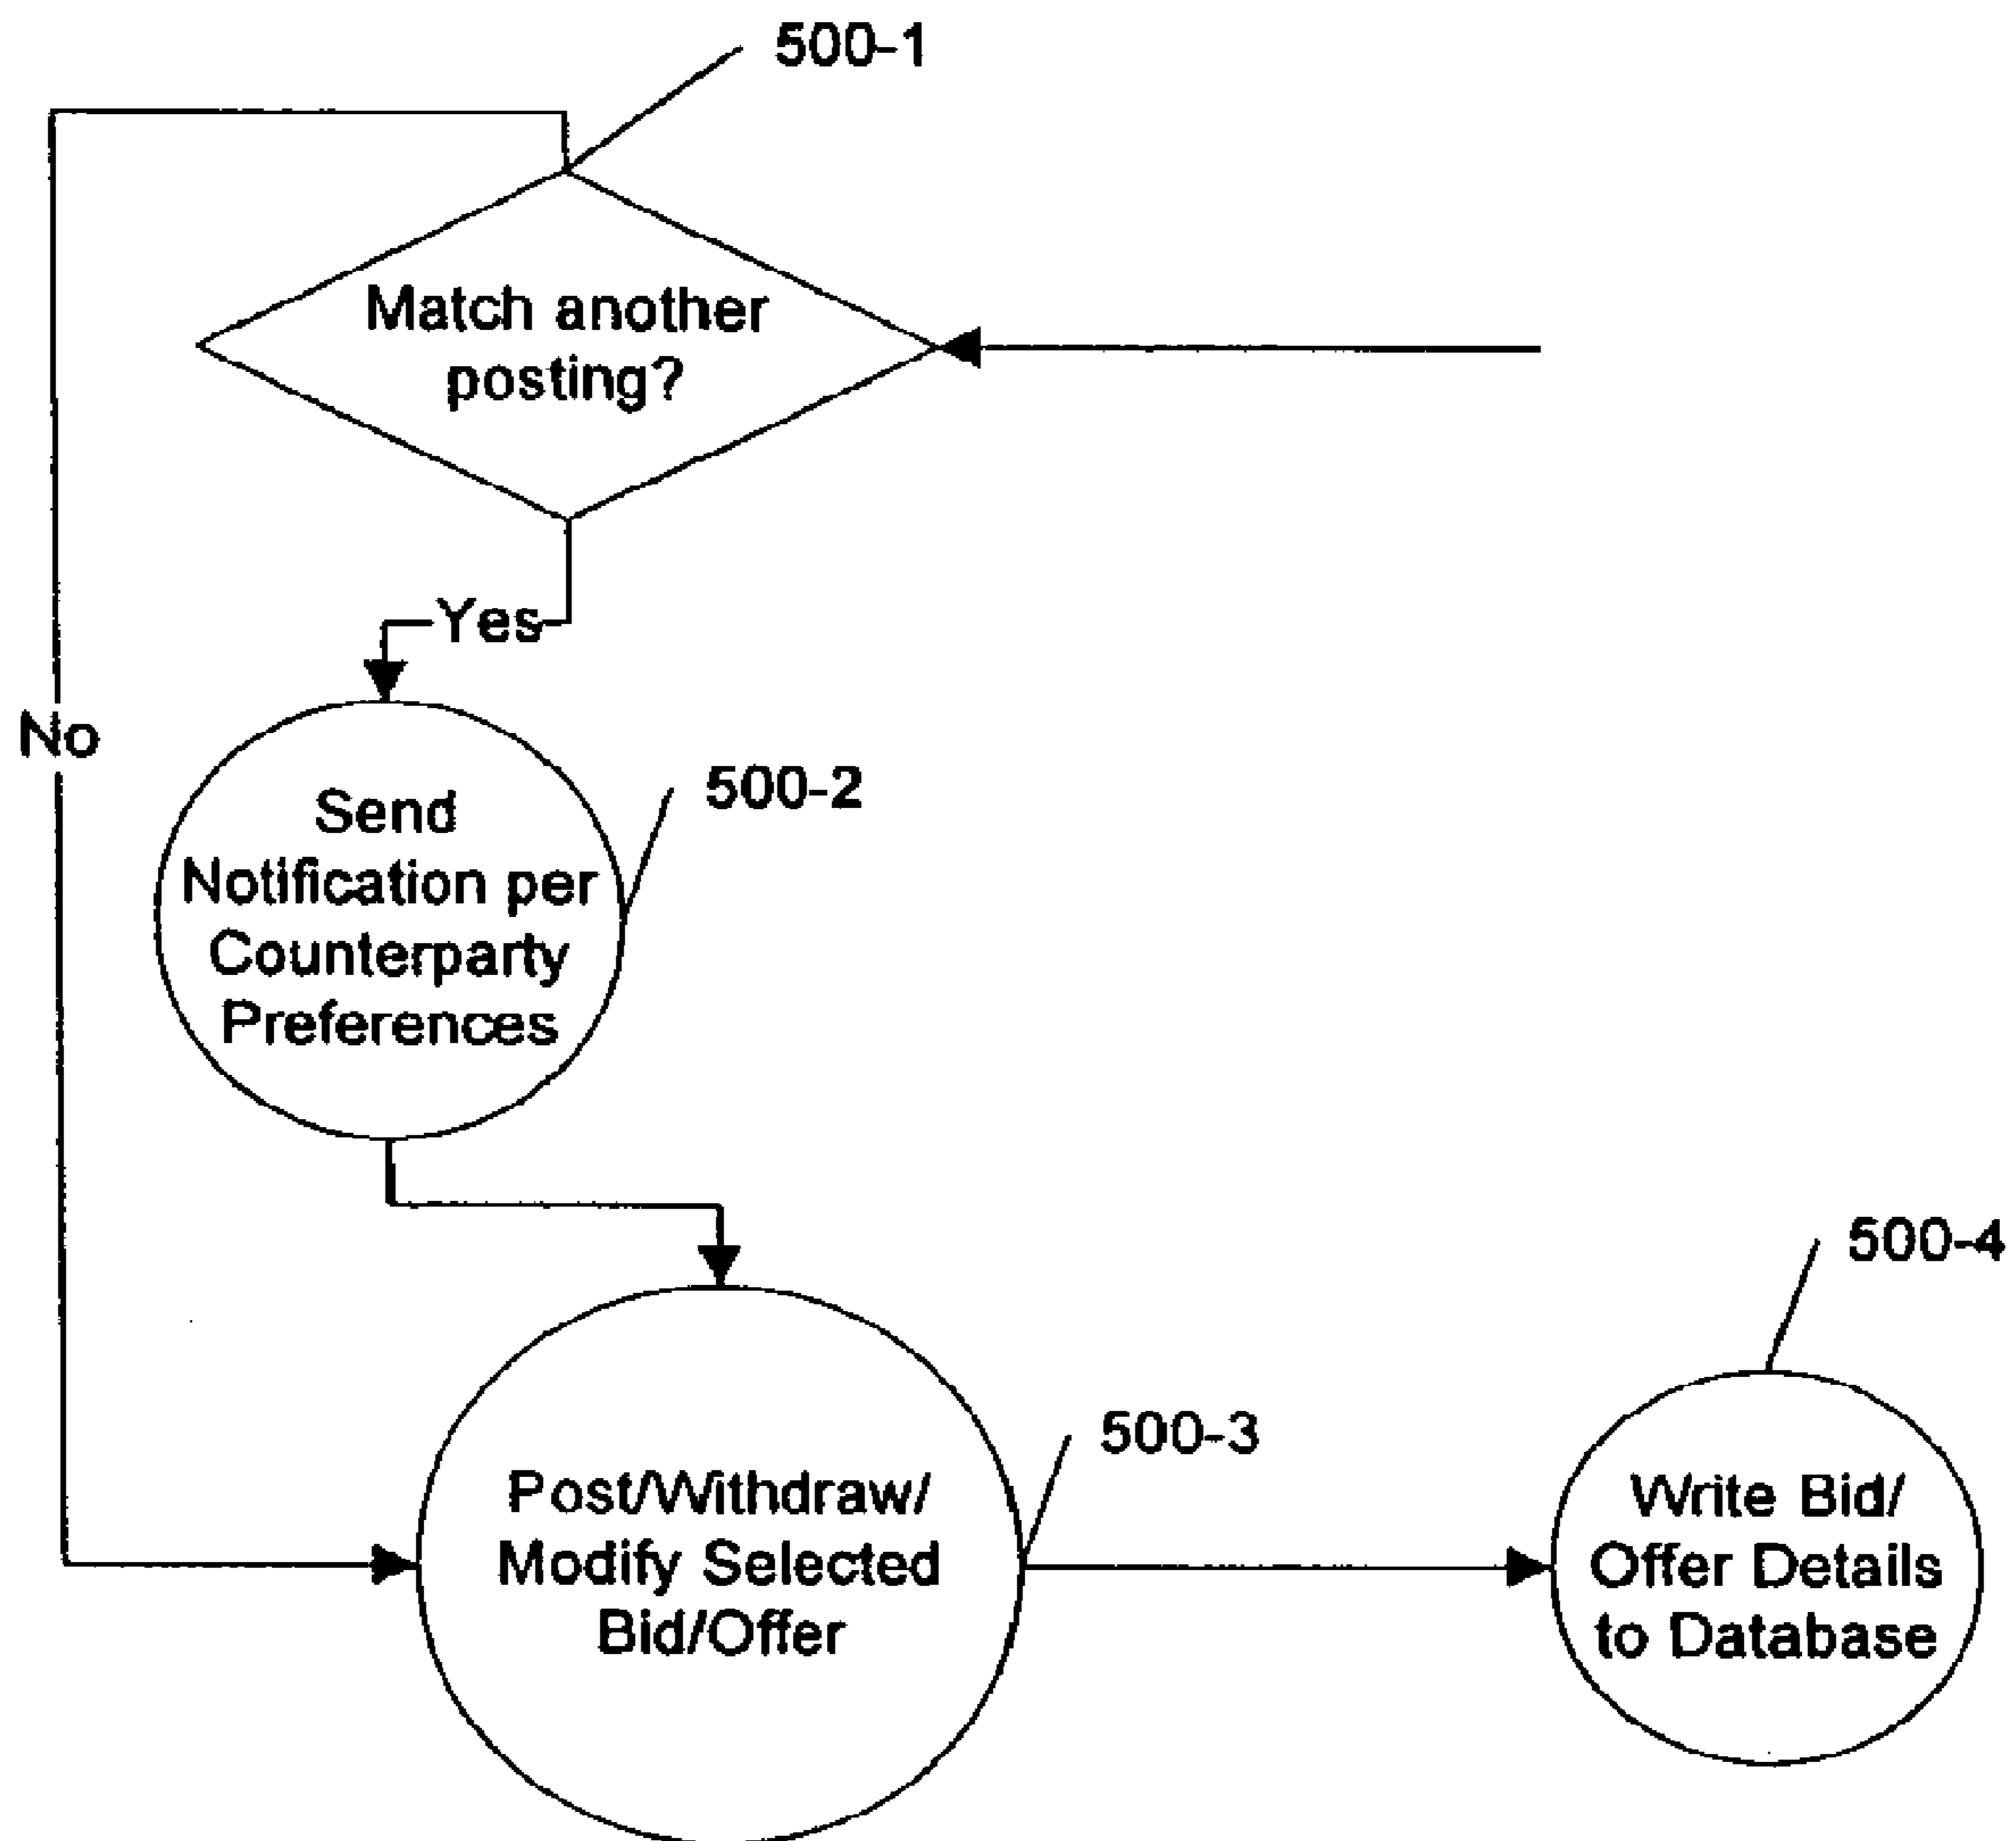 500-1
Match another
posting?
Yes
No
500-2
Send
Notification per
Counterparty
Preferences
500-4
500-3
Post/Withdraw/
Modify Selected
Bid/Offer
Write Bid/
Offer Details
to Database